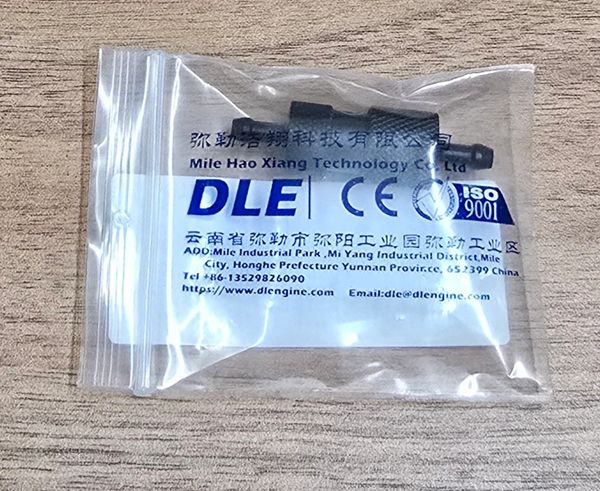 弥勒浩翔科技有限公司
Mile Hao Xiang Technology Co, Ltd
DLE CE ISO 9001
云南省弥勒市弥阳工业园弥勒工业区
ADD:Mile Industrial Park ,Mi Yang Industrial District,Mile
City, Honghe Prefecture Yunnan Province, 652399 China
Tel +86-13529826090
https://www.dlengine.com Email:dle@dlengine.com